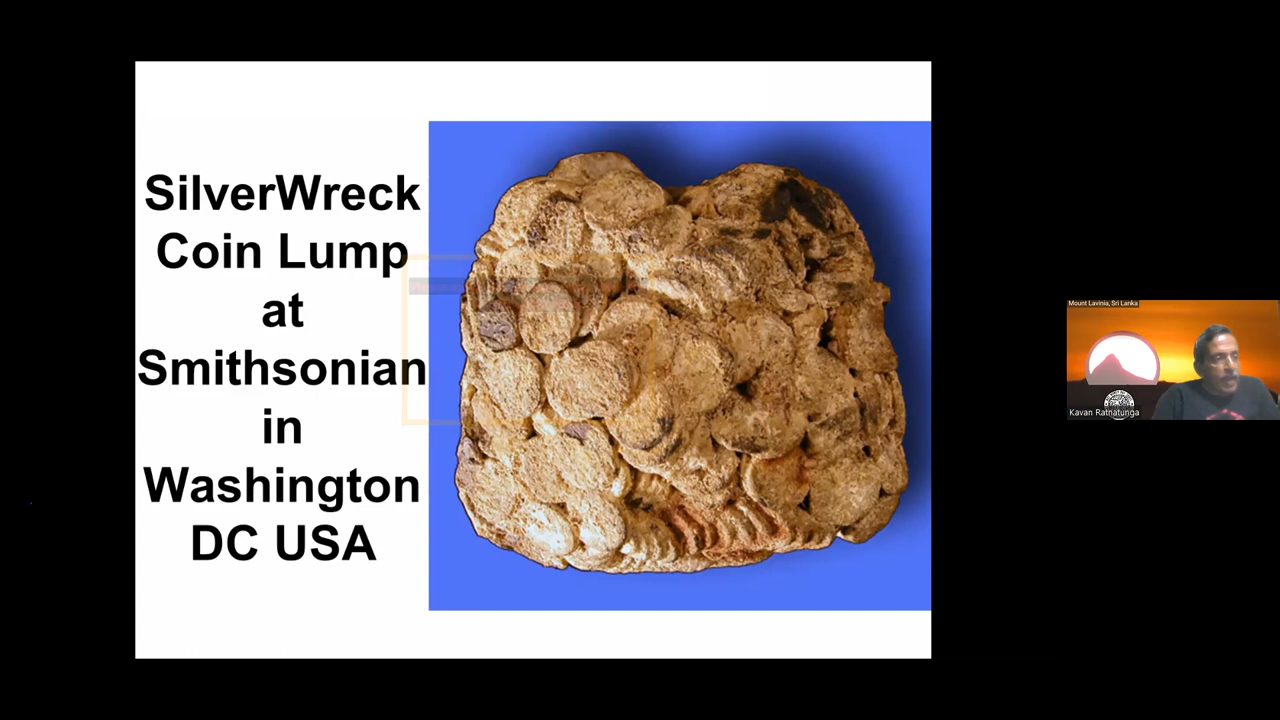 SilverWreck
Coin Lump
at
Smithsonian
in
Washington
DC USA
Mount Lavinia, Sri Lanka
Kavan Ratnatunga